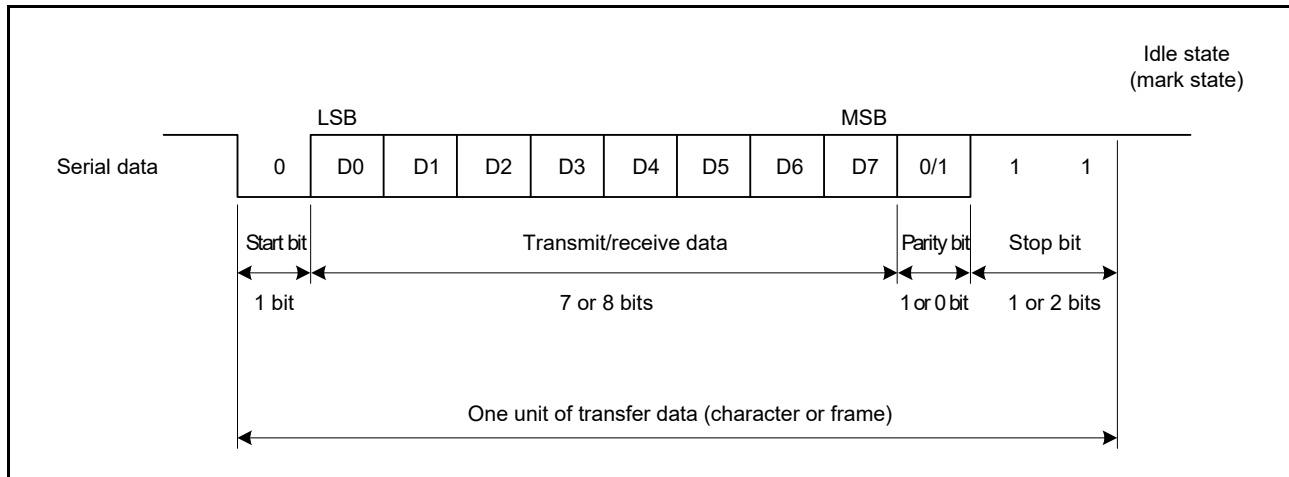 Idle state
(mark state)
LSB MSB
Serial data 0 D0 D1 D2 D3 D4 D5 D6 D7 0/1 1 1
Start bit Transmit/receive data Parity bit Stop bit
1 bit 7 or 8 bits 1 or 0 bit 1 or 2 bits
One unit of transfer data (character or frame)